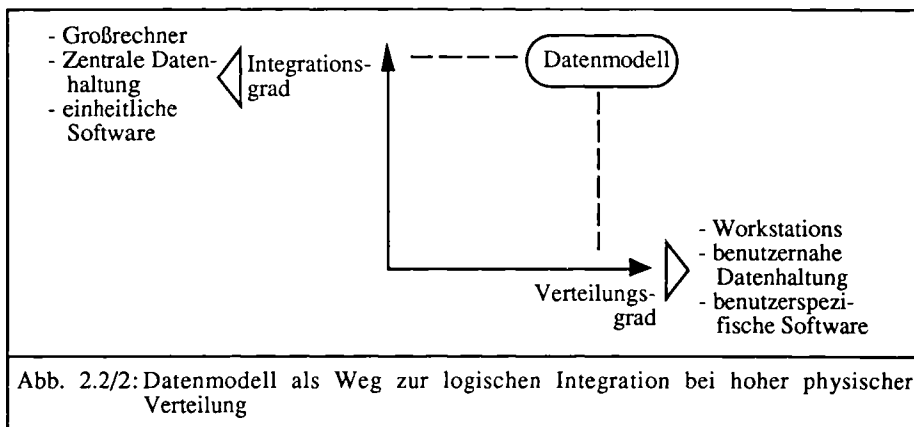 - Großrechner
- Zentrale Daten-
haltung
- einheitliche
Software
Integrations-
grad
Datenmodell
Verteilungs-
grad
- Workstations
- benutzernahe
Datenhaltung
- benutzerspezi-
fische Software
Abb. 2.2/2: Datenmodell als Weg zur logischen Integration bei hoher physischer
Verteilung